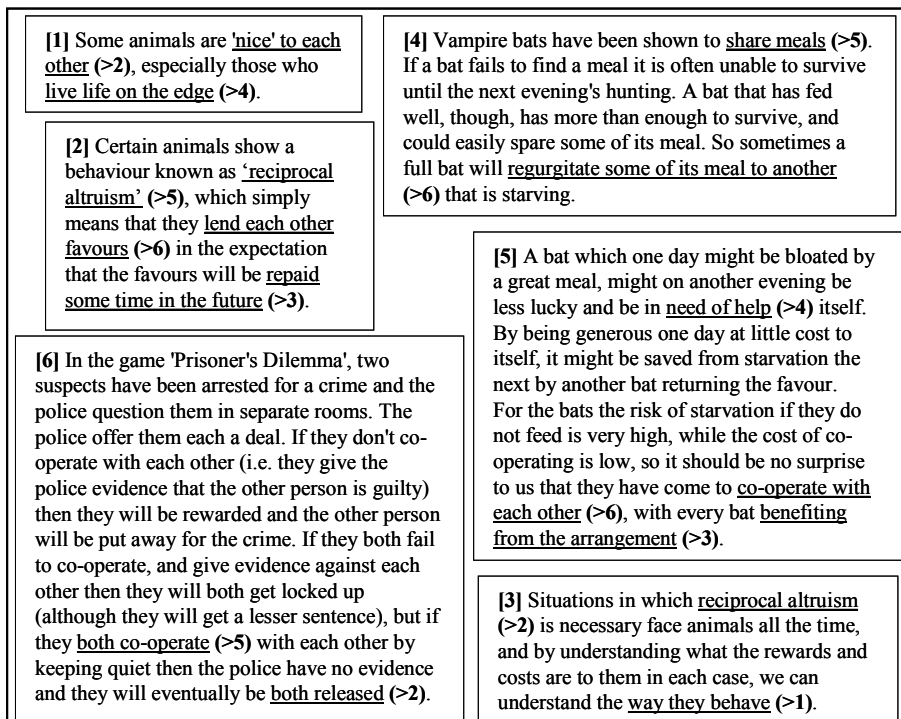 [1] Some animals are 'nice' to each
other (>2), especially those who
live life on the edge (>4).
[2] Certain animals show a
behaviour known as ‘reciprocal
altruism’ (>5), which simply
means that they lend each other
favours (>6) in the expectation
that the favours will be repaid
some time in the future (>3).
[6] In the game 'Prisoner's Dilemma', two
suspects have been arrested for a crime and the
police question them in separate rooms. The
police offer them each a deal. If they don't co-
operate with each other (i.e. they give the
police evidence that the other person is guilty)
then they will be rewarded and the other person
will be put away for the crime. If they both fail
to co-operate, and give evidence against each
other then they will both get locked up
(although they will get a lesser sentence), but if
they both co-operate (>5) with each other by
keeping quiet then the police have no evidence
and they will eventually be both released (>2).
[4] Vampire bats have been shown to share meals (>5).
If a bat fails to find a meal it is often unable to survive
until the next evening's hunting. A bat that has fed
well, though, has more than enough to survive, and
could easily spare some of its meal. So sometimes a
full bat will regurgitate some of its meal to another
(>6) that is starving.
[5] A bat which one day might be bloated by
a great meal, might on another evening be
less lucky and be in need of help (>4) itself.
By being generous one day at little cost to
itself, it might be saved from starvation the
next by another bat returning the favour.
For the bats the risk of starvation if they do
not feed is very high, while the cost of co-
operating is low, so it should be no surprise
to us that they have come to co-operate with
each other (>6), with every bat benefiting
from the arrangement (>3).
[3] Situations in which reciprocal altruism
(>2) is necessary face animals all the time,
and by understanding what the rewards and
costs are to them in each case, we can
understand the way they behave (>1).